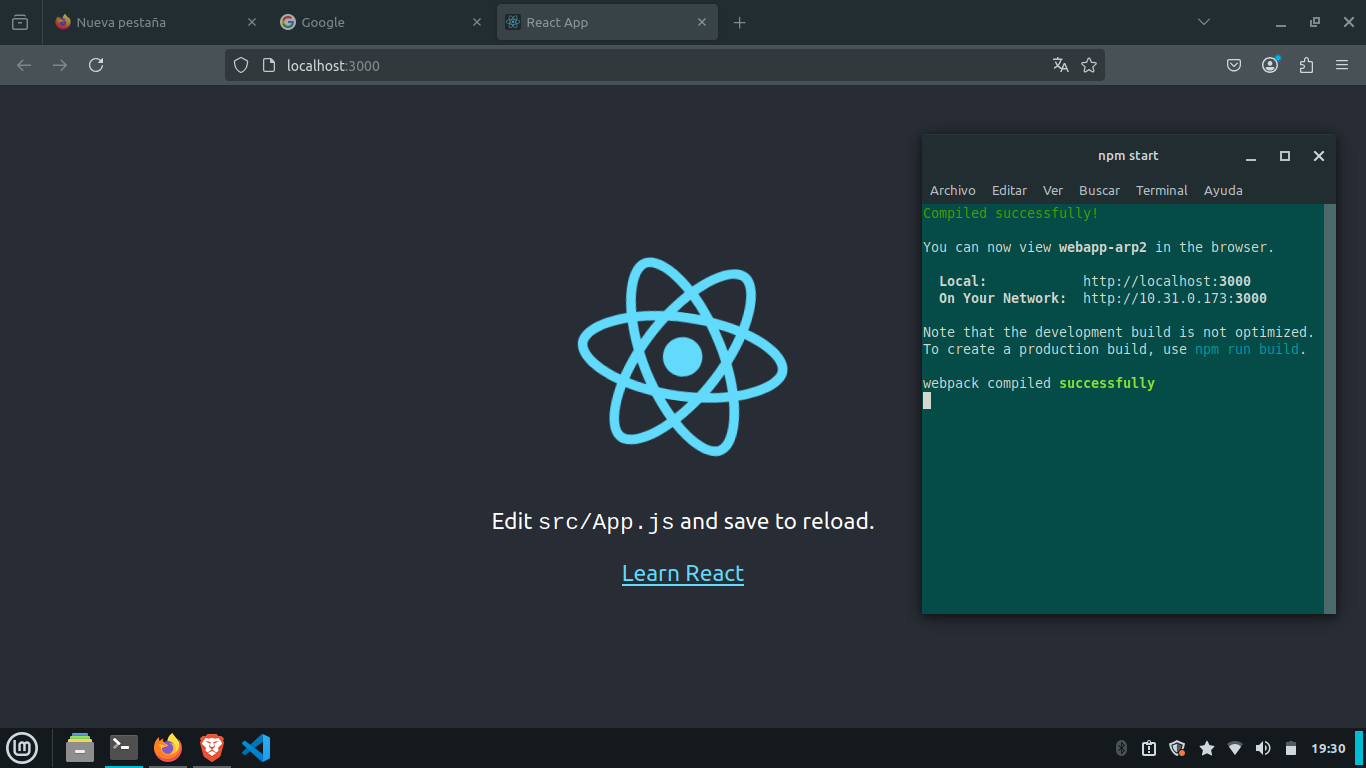 Nueva pestaña
Google
React App
localhost:3000
npm start
Archivo Editar Ver Buscar Terminal Ayuda
Compiled successfully!
You can now view webapp-arp2 in the browser.
Local: http://localhost:3000
On Your Network: http://10.31.0.173:3000
Note that the development build is not optimized.
To create a production build, use npm run build.
webpack compiled successfully
Edit src/App.js and save to reload.
Learn React
19:30